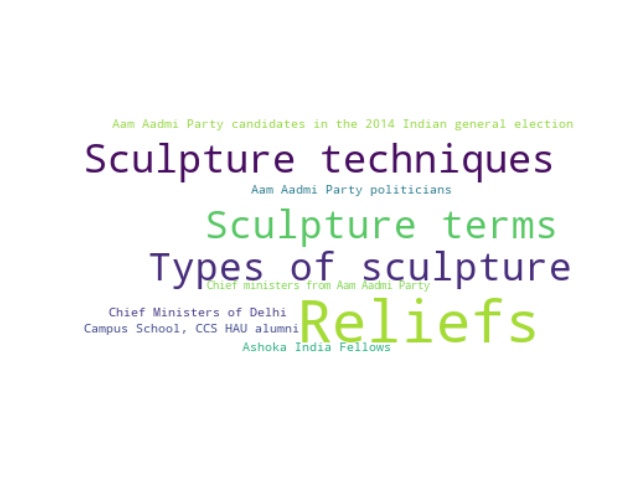 Aam Aadmi Party candidates in the 2014 Indian general election
Sculpture techniques
Aam Aadmi Party politicians
Sculpture terms
Types of sculpture
Chief ministers from Aam Aadmi Party
Chief Ministers of Delhi
Reliefs
Campus School, CCS HAU alumni
Ashoka India Fellows